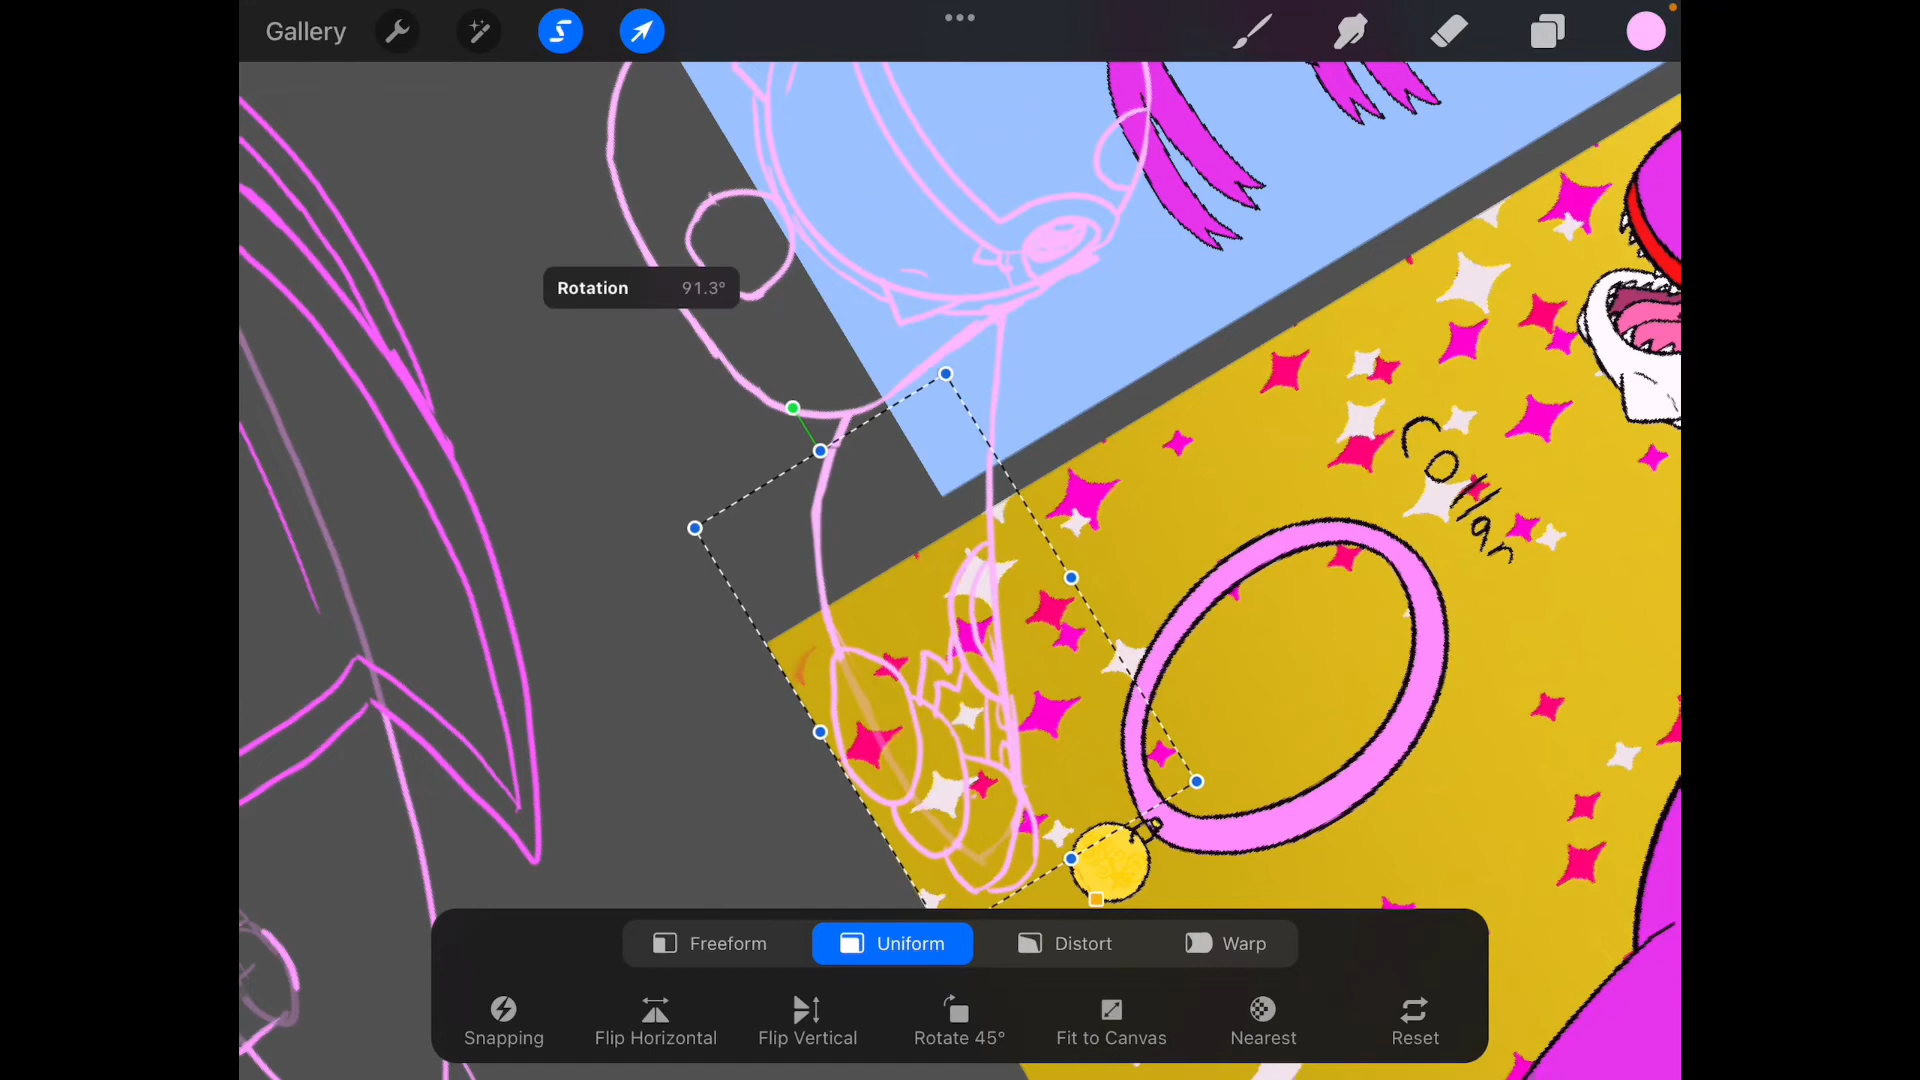 Gallery
Rotation 91.3°
Collar
Freeform Uniform Distort Warp
Snapping Flip Horizontal Flip Vertical Rotate 45° Fit to Canvas Nearest Reset